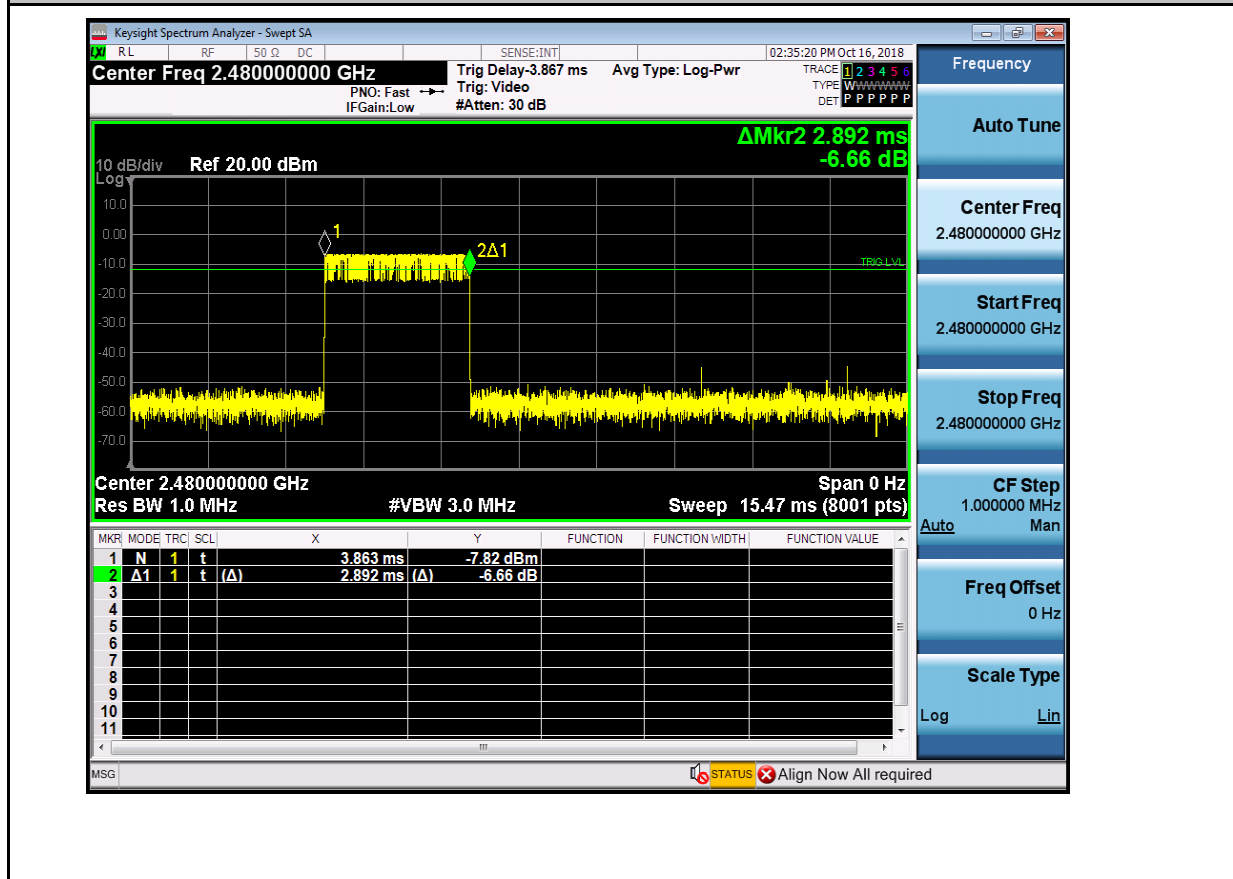 Keysight Spectrum Analyzer - Swept SA
LXI RL RF 50 Ω DC SENSE:INT 02:35:20 PM Oct 16, 2018
Center Freq 2.480000000 GHz
PNO: Fast
IFGain:Low
Trig Delay-3.867 ms
Trig: Video
#Atten: 30 dB
Avg Type: Log-Pwr
TRACE 1 2 3 4 5 6
TYPE WWWWWW
DET P P P P P P
ΔMkr2 2.892 ms
-6.66 dB
10 dB/div Ref 20.00 dBm
Log
10.0
0.00
-10.0
-20.0
-30.0
-40.0
-50.0
-60.0
-70.0
1
2Δ1
TRIG LVL
Center 2.480000000 GHz Span 0 Hz
Res BW 1.0 MHz #VBW 3.0 MHz Sweep 15.47 ms (8001 pts)
MKR MODE TRC SCL X Y FUNCTION FUNCTION WIDTH FUNCTION VALUE
1 N 1 t 3.863 ms -7.82 dBm
2 Δ1 1 t (Δ) 2.892 ms (Δ) -6.66 dB
3
4
5
6
7
8
9
10
11
MSG STATUS Align Now All required
Frequency
Auto Tune
Center Freq
2.480000000 GHz
Start Freq
2.480000000 GHz
Stop Freq
2.480000000 GHz
CF Step
1.000000 MHz
Auto Man
Freq Offset
0 Hz
Scale Type
Log Lin